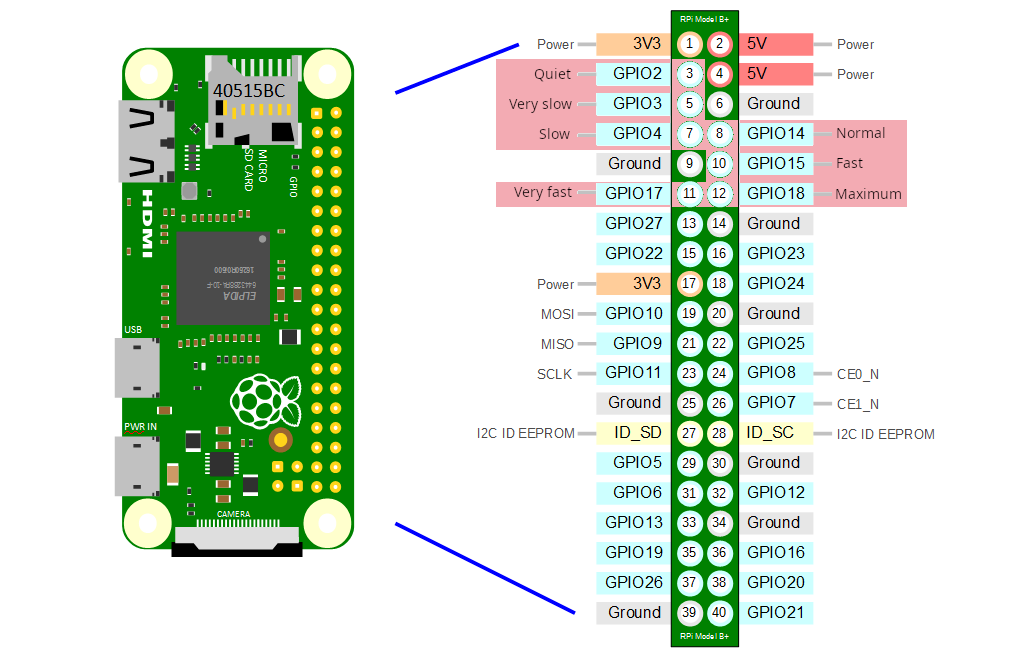 40515BC
MICRO
SD CARD
GPIO
HDMI
ELPIDA
USB
PWR IN
CAMERA
RPi Model B+
Power 3V3 1 2 5V Power
Quiet GPIO2 3 4 5V Power
Very slow GPIO3 5 6 Ground
Slow GPIO4 7 8 GPIO14 Normal
Ground 9 10 GPIO15 Fast
Very fast GPIO17 11 12 GPIO18 Maximum
GPIO27 13 14 Ground
GPIO22 15 16 GPIO23
Power 3V3 17 18 GPIO24
MOSI GPIO10 19 20 Ground
MISO GPIO9 21 22 GPIO25
SCLK GPIO11 23 24 GPIO8 CE0_N
Ground 25 26 GPIO7 CE1_N
I2C ID EEPROM ID_SD 27 28 ID_SC I2C ID EEPROM
GPIO5 29 30 Ground
GPIO6 31 32 GPIO12
GPIO13 33 34 Ground
GPIO19 35 36 GPIO16
GPIO26 37 38 GPIO20
Ground 39 40 GPIO21
RPi Model B+